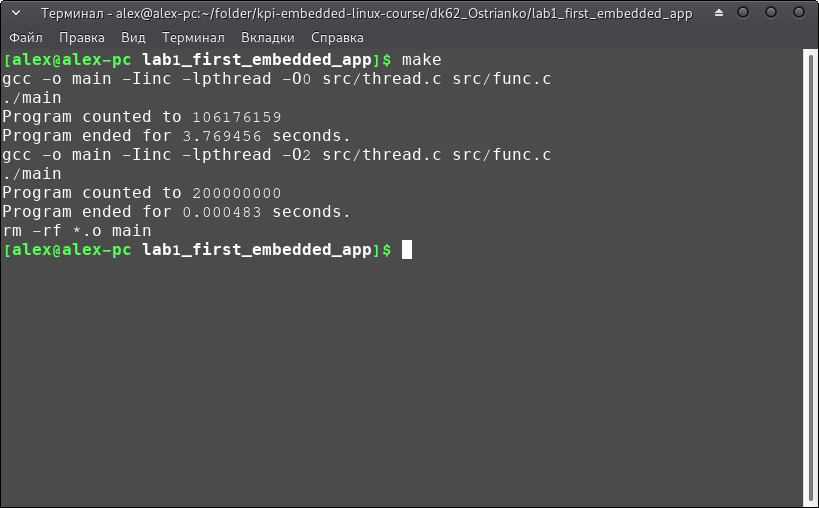 Терминал - alex@alex-pc:~/folder/kpi-embedded-linux-course/dk62_Ostrianko/lab1_first_embedded_app
Файл Правка Вид Терминал Вкладки Справка
[alex@alex-pc lab1_first_embedded_app]$ make
gcc -o main -Iinc -lpthread -O0 src/thread.c src/func.c
./main
Program counted to 106176159
Program ended for 3.769456 seconds.
gcc -o main -Iinc -lpthread -O2 src/thread.c src/func.c
./main
Program counted to 200000000
Program ended for 0.000483 seconds.
rm -rf *.o main
[alex@alex-pc lab1_first_embedded_app]$